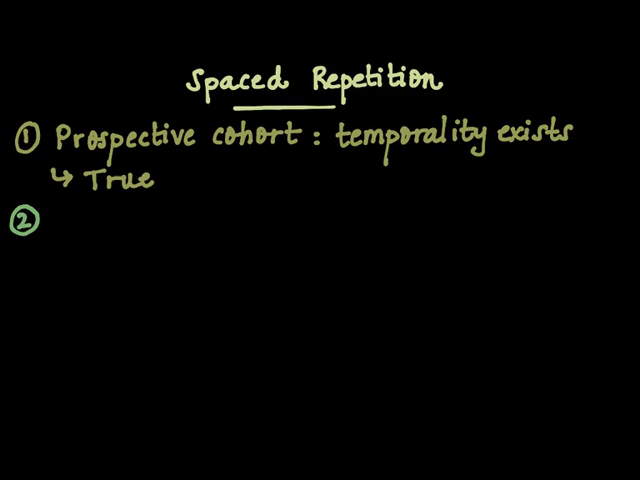 Spaced Repetition
① Prospective cohort : temporality exists
↳ True
②